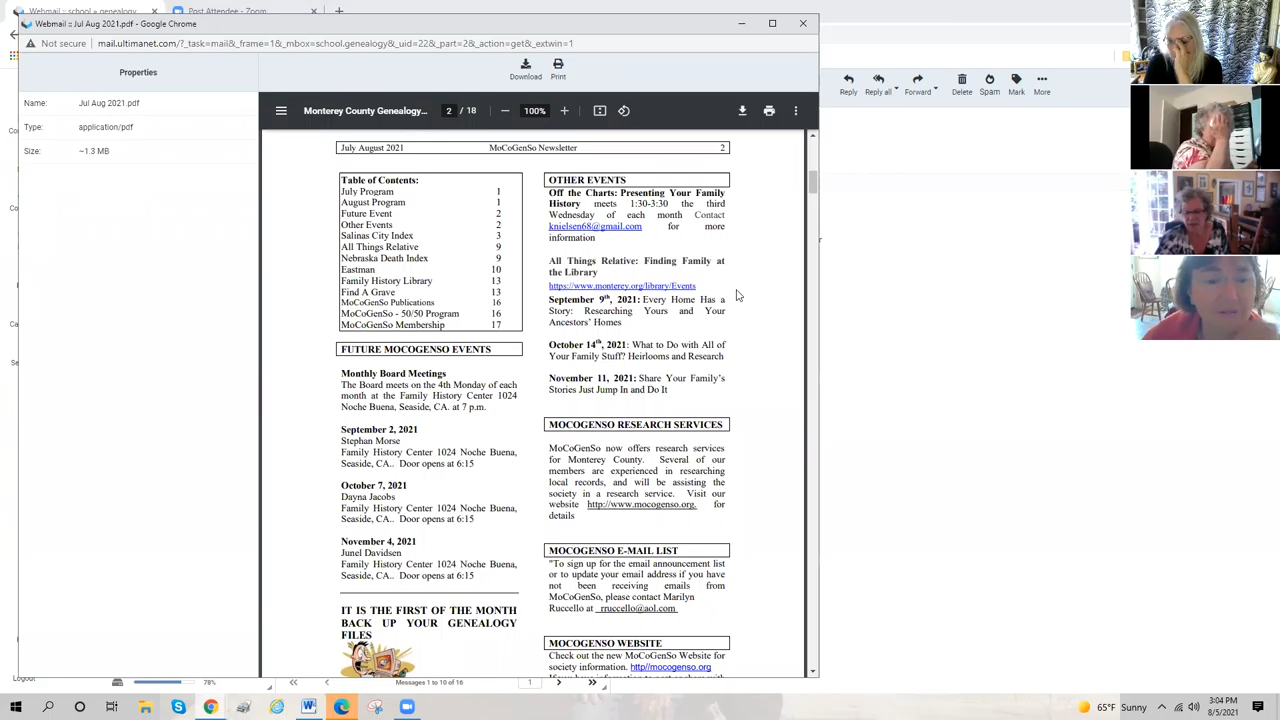 Webmail
Post Attendee - Zoom
Webmail :: Jul Aug 2021.pdf - Google Chrome
Not secure mail.ultimanet.com/?_task=mail&_frame=1&_mbox=school.genealogy&_uid=22&_part=2&_action=get&_extwin=1
Properties
Download
Print
Name: Jul Aug 2021.pdf
Type: application/pdf
Size: ~1.3 MB
Monterey County Genealogy... 2 / 18 100%
Reply
Reply all
Forward
Delete
Spam
Mark
More
July August 2021 MoCoGenSo Newsletter 2
Table of Contents:
July Program 1
August Program 1
Future Event 2
Other Events 2
Salinas City Index 3
All Things Relative 9
Nebraska Death Index 9
Eastman 10
Family History Library 13
Find A Grave 13
MoCoGenSo Publications 16
MoCoGenSo - 50/50 Program 16
MoCoGenSo Membership 17
FUTURE MOCOGENSO EVENTS
Monthly Board Meetings
The Board meets on the 4th Monday of each
month at the Family History Center 1024
Noche Buena, Seaside, CA. at 7 p.m.
September 2, 2021
Stephan Morse
Family History Center 1024 Noche Buena,
Seaside, CA.. Door opens at 6:15
October 7, 2021
Dayna Jacobs
Family History Center 1024 Noche Buena,
Seaside, CA.. Door opens at 6:15
November 4, 2021
Junel Davidsen
Family History Center 1024 Noche Buena,
Seaside, CA.. Door opens at 6:15
IT IS THE FIRST OF THE MONTH
BACK UP YOUR GENEALOGY
FILES
OTHER EVENTS
Off the Charts: Presenting Your Family
History meets 1:30-3:30 the third
Wednesday of each month Contact
knielsen68@gmail.com for more
information
All Things Relative: Finding Family at
the Library
https://www.monterey.org/library/Events
September 9th, 2021: Every Home Has a
Story: Researching Yours and Your
Ancestors' Homes
October 14th, 2021: What to Do with All of
Your Family Stuff? Heirlooms and Research
November 11, 2021: Share Your Family's
Stories Just Jump In and Do It
MOCOGENSO RESEARCH SERVICES
MoCoGenSo now offers research services
for Monterey County. Several of our
members are experienced in researching
local records, and will be assisting the
society in a research service. Visit our
website http://www.mocogenso.org. for
details
MOCOGENSO E-MAIL LIST
"To sign up for the email announcement list
or to update your email address if you have
not been receiving emails from
MoCoGenSo, please contact Marilyn
Ruccello at _rruccello@aol.com_
MOCOGENSO WEBSITE
Check out the new MoCoGenSo Website for
society information. http//mocogenso.org
Logout
78%
Messages 1 to 10 of 16
1
65°F Sunny
3:04 PM
8/5/2021